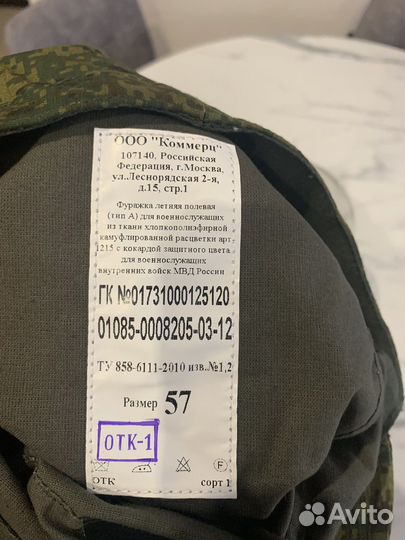 ООО "Коммерц"
107140, Российская
Федерация, г.Москва,
ул.Леснорядская 2-я,
д.15, стр.1
Фуражка летняя полевая
(тип А) для военнослужащих
из ткани хлопкополиэфирной
камуфлированной расцветки арт.
1215 с кокардой защитного цвета
для военнослужащих
внутренних войск МВД России
ГК №01731000125120
01085-0008205-03-12
ТУ 858-6111-2010 изв.№1,2
Размер 57
ОТК-1
F
ОТК сорт 1
Avito